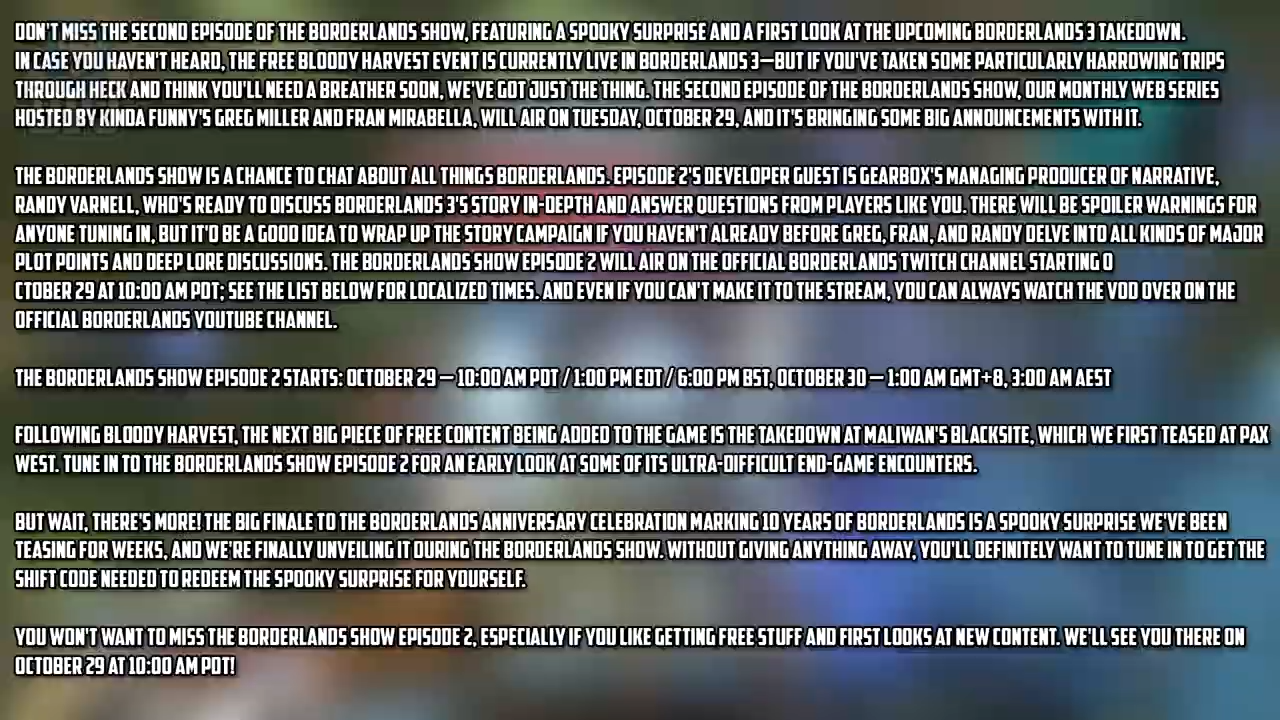 DON'T MISS THE SECOND EPISODE OF THE BORDERLANDS SHOW, FEATURING A SPOOKY SURPRISE AND A FIRST LOOK AT THE UPCOMING BORDERLANDS 3 TAKEDOWN.
IN CASE YOU HAVEN'T HEARD, THE FREE BLOODY HARVEST EVENT IS CURRENTLY LIVE IN BORDERLANDS 3—BUT IF YOU'VE TAKEN SOME PARTICULARLY HARROWING TRIPS
THROUGH HECK AND THINK YOU'LL NEED A BREATHER SOON, WE'VE GOT JUST THE THING. THE SECOND EPISODE OF THE BORDERLANDS SHOW, OUR MONTHLY WEB SERIES
HOSTED BY KINDA FUNNY'S GREG MILLER AND FRAN MIRABELLA, WILL AIR ON TUESDAY, OCTOBER 29, AND IT'S BRINGING SOME BIG ANNOUNCEMENTS WITH IT.
THE BORDERLANDS SHOW IS A CHANCE TO CHAT ABOUT ALL THINGS BORDERLANDS. EPISODE 2'S DEVELOPER GUEST IS GEARBOX'S MANAGING PRODUCER OF NARRATIVE,
RANDY VARNELL, WHO'S READY TO DISCUSS BORDERLANDS 3'S STORY IN-DEPTH AND ANSWER QUESTIONS FROM PLAYERS LIKE YOU. THERE WILL BE SPOILER WARNINGS FOR
ANYONE TUNING IN, BUT IT'D BE A GOOD IDEA TO WRAP UP THE STORY CAMPAIGN IF YOU HAVEN'T ALREADY BEFORE GREG, FRAN, AND RANDY DELVE INTO ALL KINDS OF MAJOR
PLOT POINTS AND DEEP LORE DISCUSSIONS. THE BORDERLANDS SHOW EPISODE 2 WILL AIR ON THE OFFICIAL BORDERLANDS TWITCH CHANNEL STARTING O
CTOBER 29 AT 10:00 AM PDT; SEE THE LIST BELOW FOR LOCALIZED TIMES. AND EVEN IF YOU CAN'T MAKE IT TO THE STREAM, YOU CAN ALWAYS WATCH THE VOD OVER ON THE
OFFICIAL BORDERLANDS YOUTUBE CHANNEL.
THE BORDERLANDS SHOW EPISODE 2 STARTS: OCTOBER 29 — 10:00 AM PDT / 1:00 PM EDT / 6:00 PM BST, OCTOBER 30 — 1:00 AM GMT+8, 3:00 AM AEST
FOLLOWING BLOODY HARVEST, THE NEXT BIG PIECE OF FREE CONTENT BEING ADDED TO THE GAME IS THE TAKEDOWN AT MALIWAN'S BLACKSITE, WHICH WE FIRST TEASED AT PAX
WEST. TUNE IN TO THE BORDERLANDS SHOW EPISODE 2 FOR AN EARLY LOOK AT SOME OF ITS ULTRA-DIFFICULT END-GAME ENCOUNTERS.
BUT WAIT, THERE'S MORE! THE BIG FINALE TO THE BORDERLANDS ANNIVERSARY CELEBRATION MARKING 10 YEARS OF BORDERLANDS IS A SPOOKY SURPRISE WE'VE BEEN
TEASING FOR WEEKS, AND WE'RE FINALLY UNVEILING IT DURING THE BORDERLANDS SHOW. WITHOUT GIVING ANYTHING AWAY, YOU'LL DEFINITELY WANT TO TUNE IN TO GET THE
SHIFT CODE NEEDED TO REDEEM THE SPOOKY SURPRISE FOR YOURSELF.
YOU WON'T WANT TO MISS THE BORDERLANDS SHOW EPISODE 2, ESPECIALLY IF YOU LIKE GETTING FREE STUFF AND FIRST LOOKS AT NEW CONTENT. WE'LL SEE YOU THERE ON
OCTOBER 29 AT 10:00 AM PDT!